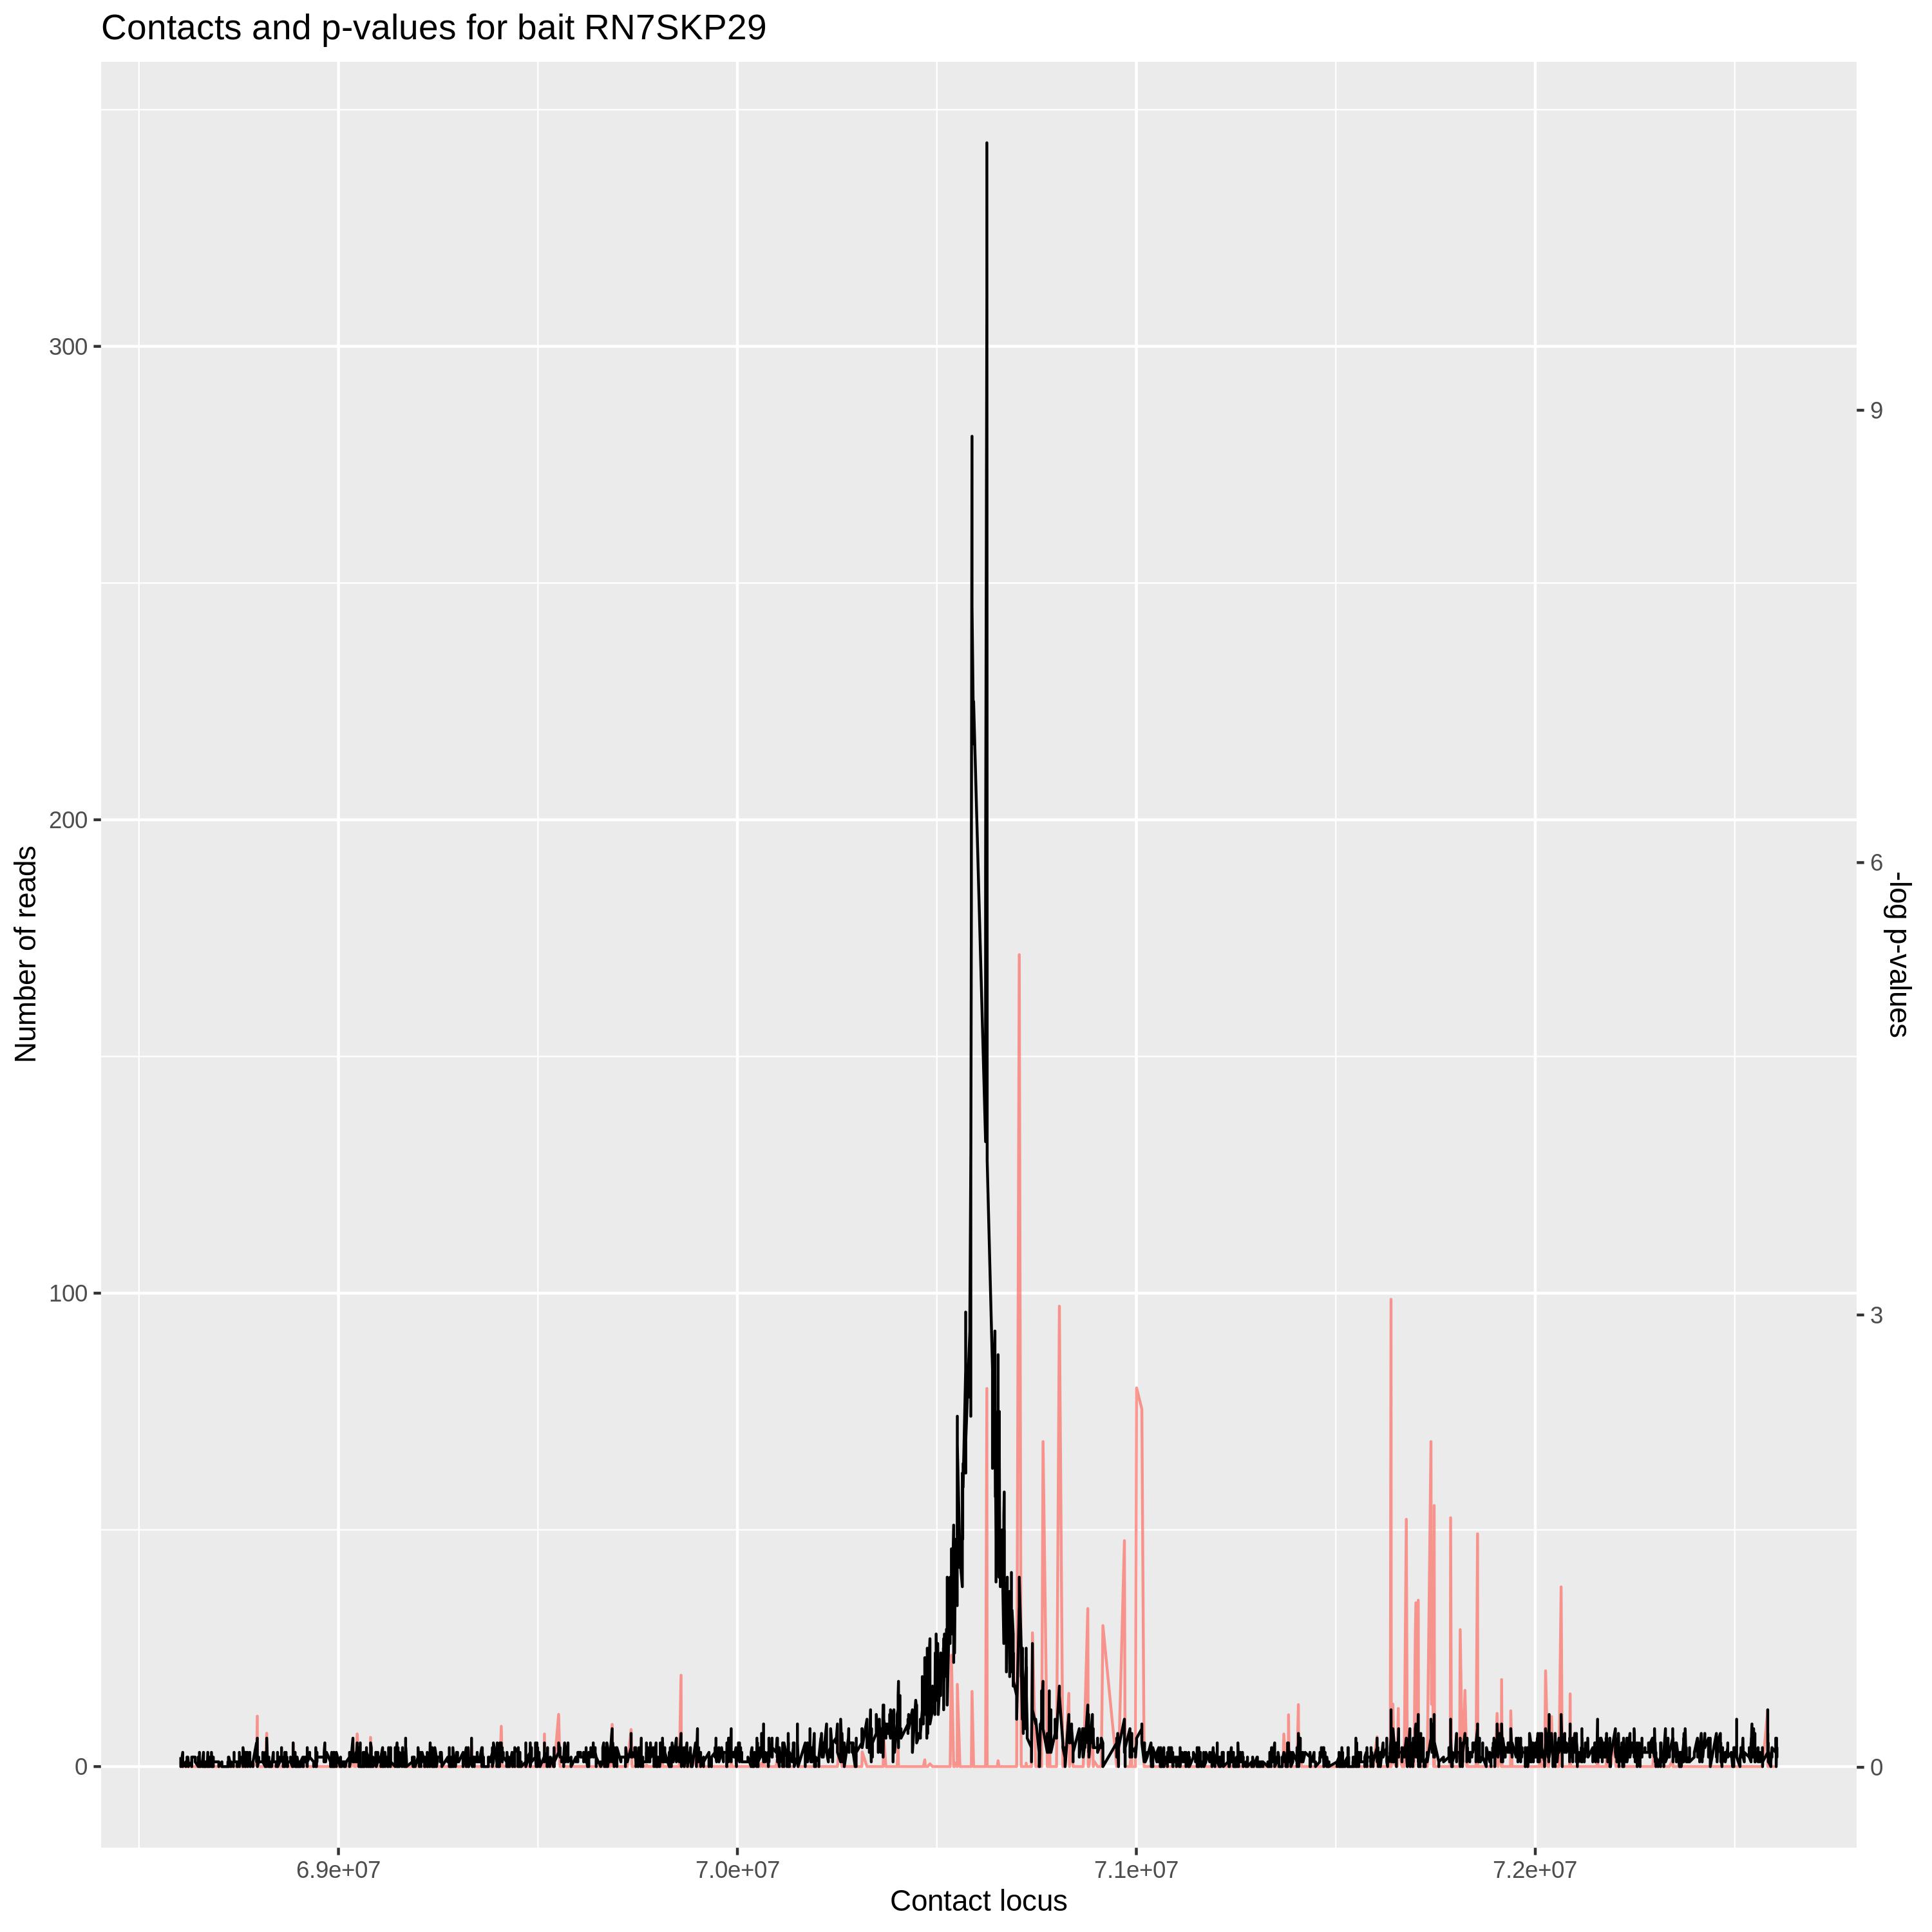 Contacts and p-values for bait RN7SKP29
300
200
100
0
Number of reads
9
6
3
0
-log p-values
6.9e+07
7.0e+07
7.1e+07
7.2e+07
Contact locus